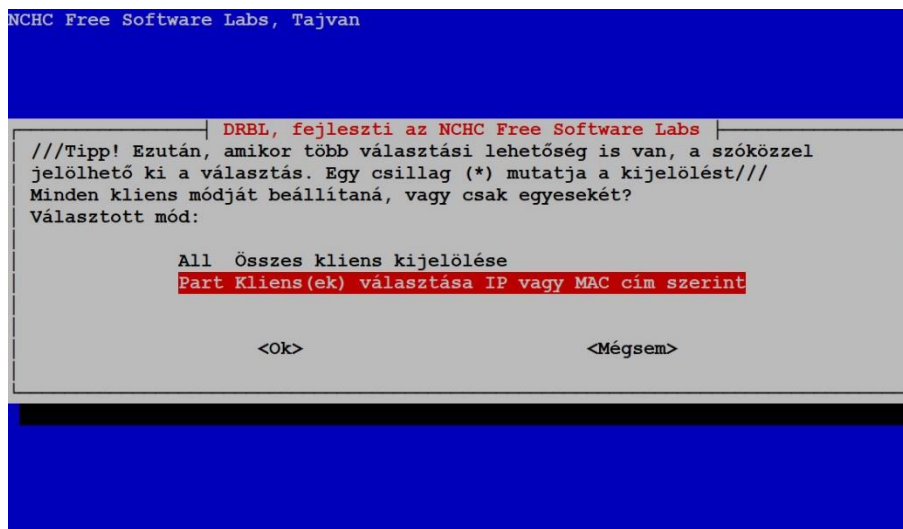 NCHC Free Software Labs, Tajvan
DRBL, fejleszti az NCHC Free Software Labs
///Tipp! Ezután, amikor több választási lehetőség is van, a szóközzel
jelölhető ki a választás. Egy csillag (*) mutatja a kijelölést///
Minden kliens módját beállítaná, vagy csak egyesekét?
Választott mód:
All Összes kliens kijelölése
Part Kliens(ek) választása IP vagy MAC cím szerint
<Ok> <Mégsem>